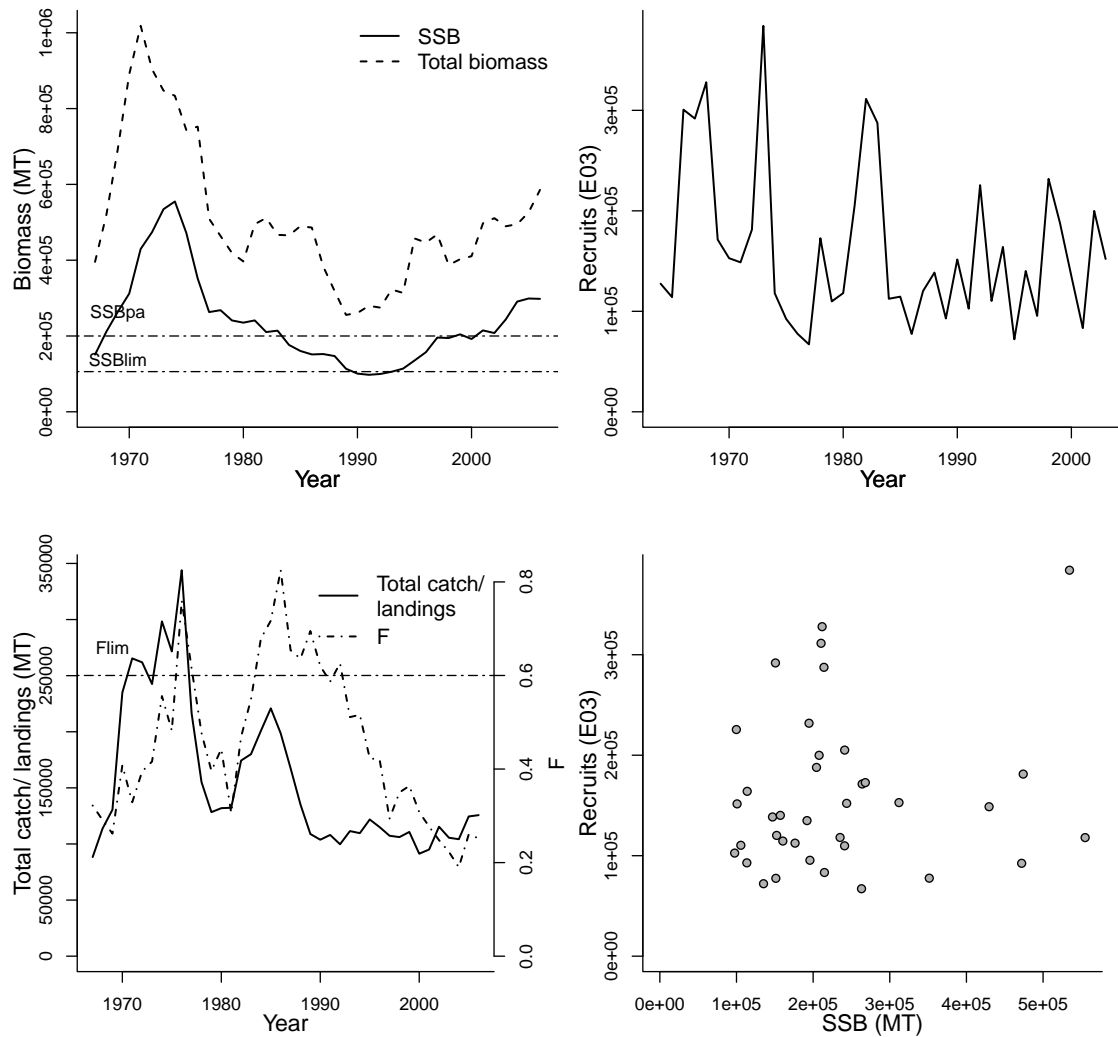 SSB
Total biomass
Biomass (MT)
1e+06
8e+05
6e+05
4e+05
2e+05
0e+00
SSBpa
SSBlim
1970
1980
1990
2000
Year
Recruits (E03)
3e+05
2e+05
1e+05
0e+00
1970
1980
1990
2000
Year
Total catch/ landings (MT)
350000
250000
150000
100000
50000
0
Flim
Total catch/
landings
F
0.8
0.6
0.4
0.2
0.0
F
1970
1980
1990
2000
Year
Recruits (E03)
3e+05
2e+05
1e+05
0e+00
0e+00
1e+05
2e+05
3e+05
4e+05
5e+05
SSB (MT)